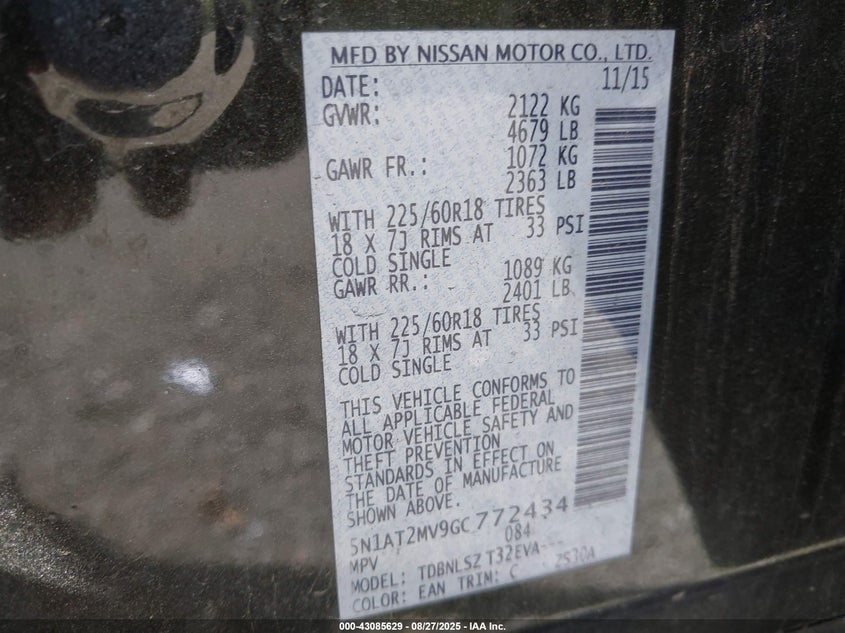 MFD BY NISSAN MOTOR CO., LTD.
DATE: 11/15
GVWR: 2122 KG
4679 LB
GAWR FR.: 1072 KG
2363 LB
WITH 225/60R18 TIRES
18 X 7J RIMS AT 33 PSI
COLD SINGLE
GAWR RR.: 1089 KG
2401 LB
WITH 225/60R18 TIRES
18 X 7J RIMS AT 33 PSI
COLD SINGLE
THIS VEHICLE CONFORMS TO
ALL APPLICABLE FEDERAL
MOTOR VEHICLE SAFETY AND
THEFT PREVENTION
STANDARDS IN EFFECT ON
THE DATE OF MANUFACTURE
SHOWN ABOVE.
5N1AT2MV9GC772434
MPV 084
MODEL: TDBNLSZ T32EVA---
COLOR: EAN TRIM: C 2530A
000-43085629 - 08/27/2025 - IAA Inc.